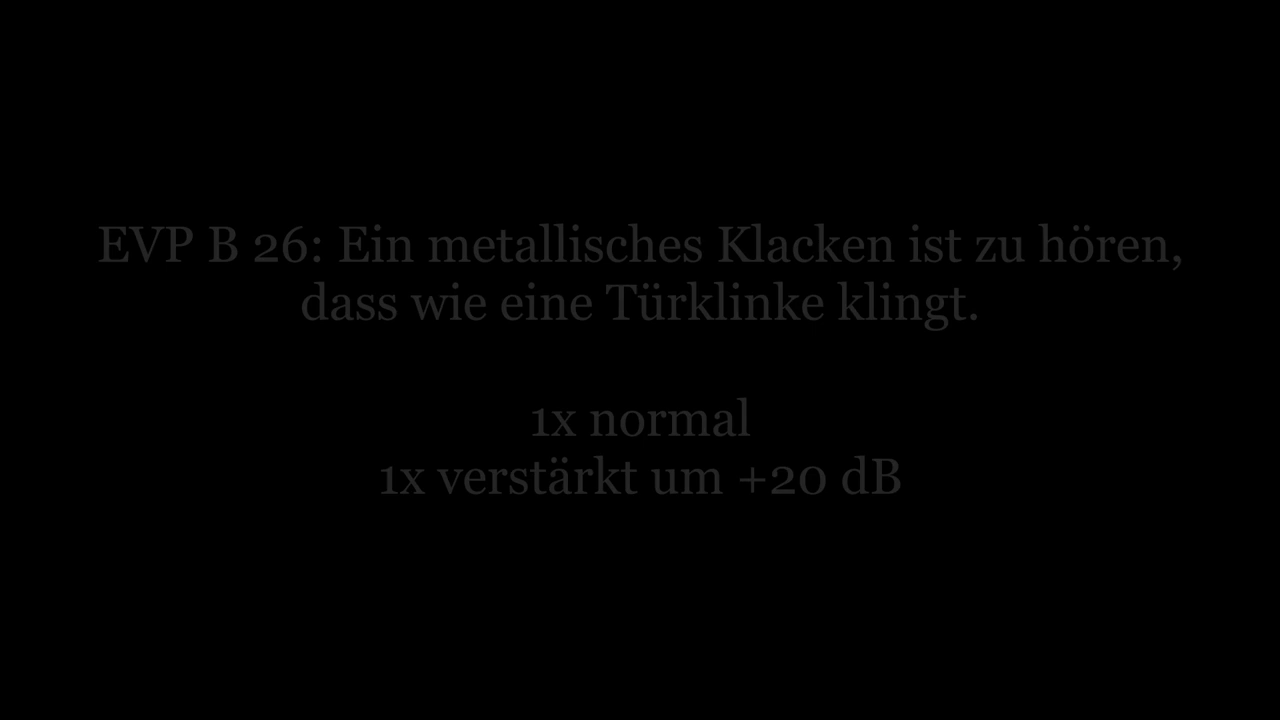 EVP B 26: Ein metallisches Klacken ist zu hören,
dass wie eine Türklinke klingt.
1x normal
1x verstärkt um +20 dB